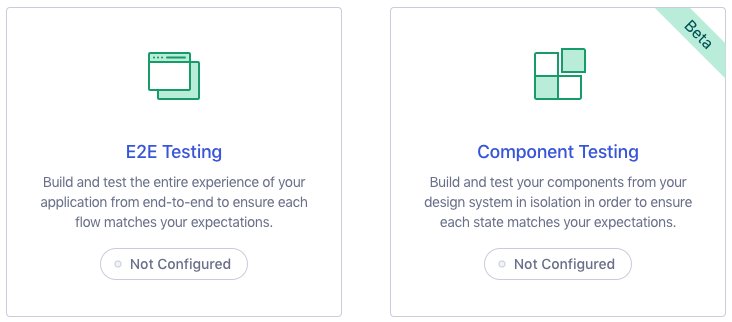 E2E Testing
Build and test the entire experience of your
application from end-to-end to ensure each
flow matches your expectations.
Not Configured
Beta
Component Testing
Build and test your components from your
design system in isolation in order to ensure
each state matches your expectations.
Not Configured